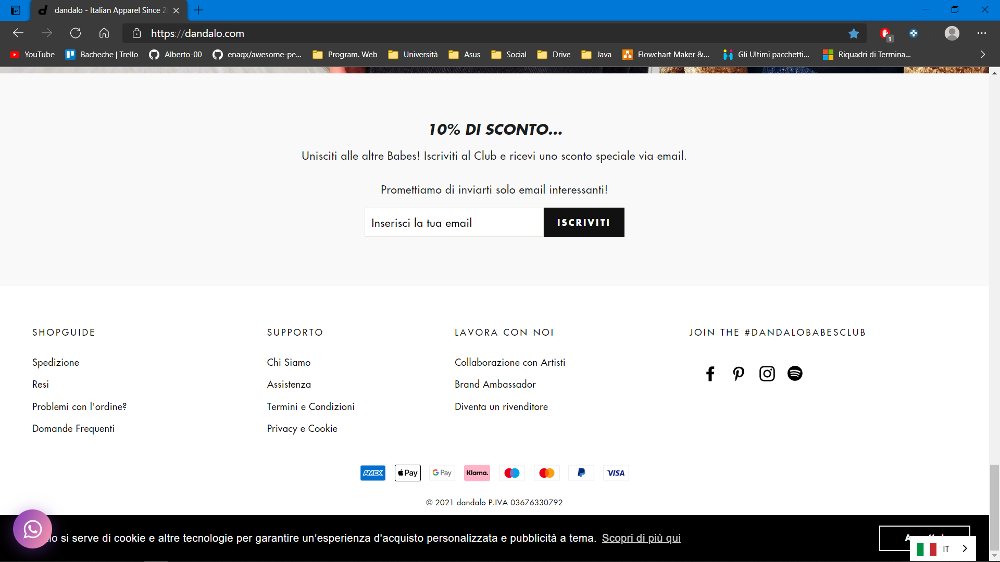 dandalo - Italian Apparel Since 2
https://dandalo.com
1
YouTube
Bacheche | Trello
Alberto-00
enaqx/awesome-pe...
Program. Web
Università
Asus
Social
Drive
Java
Flowchart Maker &...
Gli Ultimi pacchetti...
Riquadri di Termina...
10% DI SCONTO...
Unisciti alle altre Babes! Iscriviti al Club e ricevi uno sconto speciale via email.
Promettiamo di inviarti solo email interessanti!
Inserisci la tua email
ISCRIVITI
SHOPGUIDE
Spedizione
Resi
Problemi con l'ordine?
Domande Frequenti
SUPPORTO
Chi Siamo
Assistenza
Termini e Condizioni
Privacy e Cookie
LAVORA CON NOI
Collaborazione con Artisti
Brand Ambassador
Diventa un rivenditore
JOIN THE #DANDALOBABESCLUB
AMEX
Pay
G Pay
Klarna.
VISA
© 2021 dandalo P.IVA 03676330792
lo si serve di cookie e altre tecnologie per garantire un’esperienza d’acquisto personalizzata e pubblicità a tema. Scopri di più qui
IT